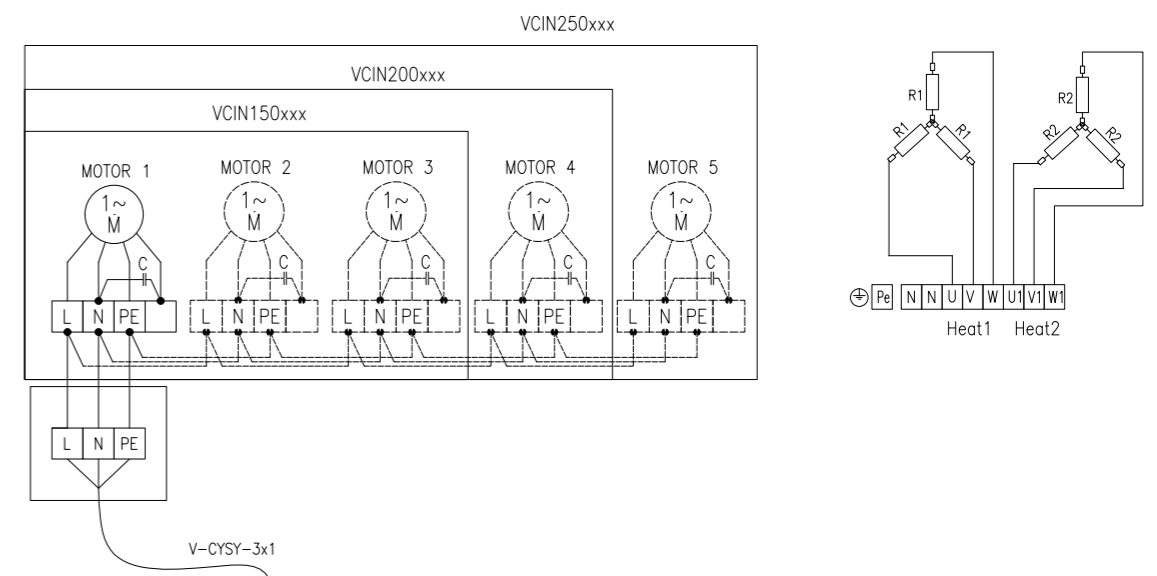 VCIN250xxx
VCIN200xxx
VCIN150xxx
MOTOR 1 MOTOR 2 MOTOR 3 MOTOR 4 MOTOR 5
1~ 1~ 1~ 1~ 1~
M M M M M
C C C C C
L N PE L N PE L N PE L N PE L N PE
L N PE
V-CYSY-3x1
R1 R2
R1 R1 R2 R2
Pe N N U V W U1 V1 W1
Heat1 Heat2